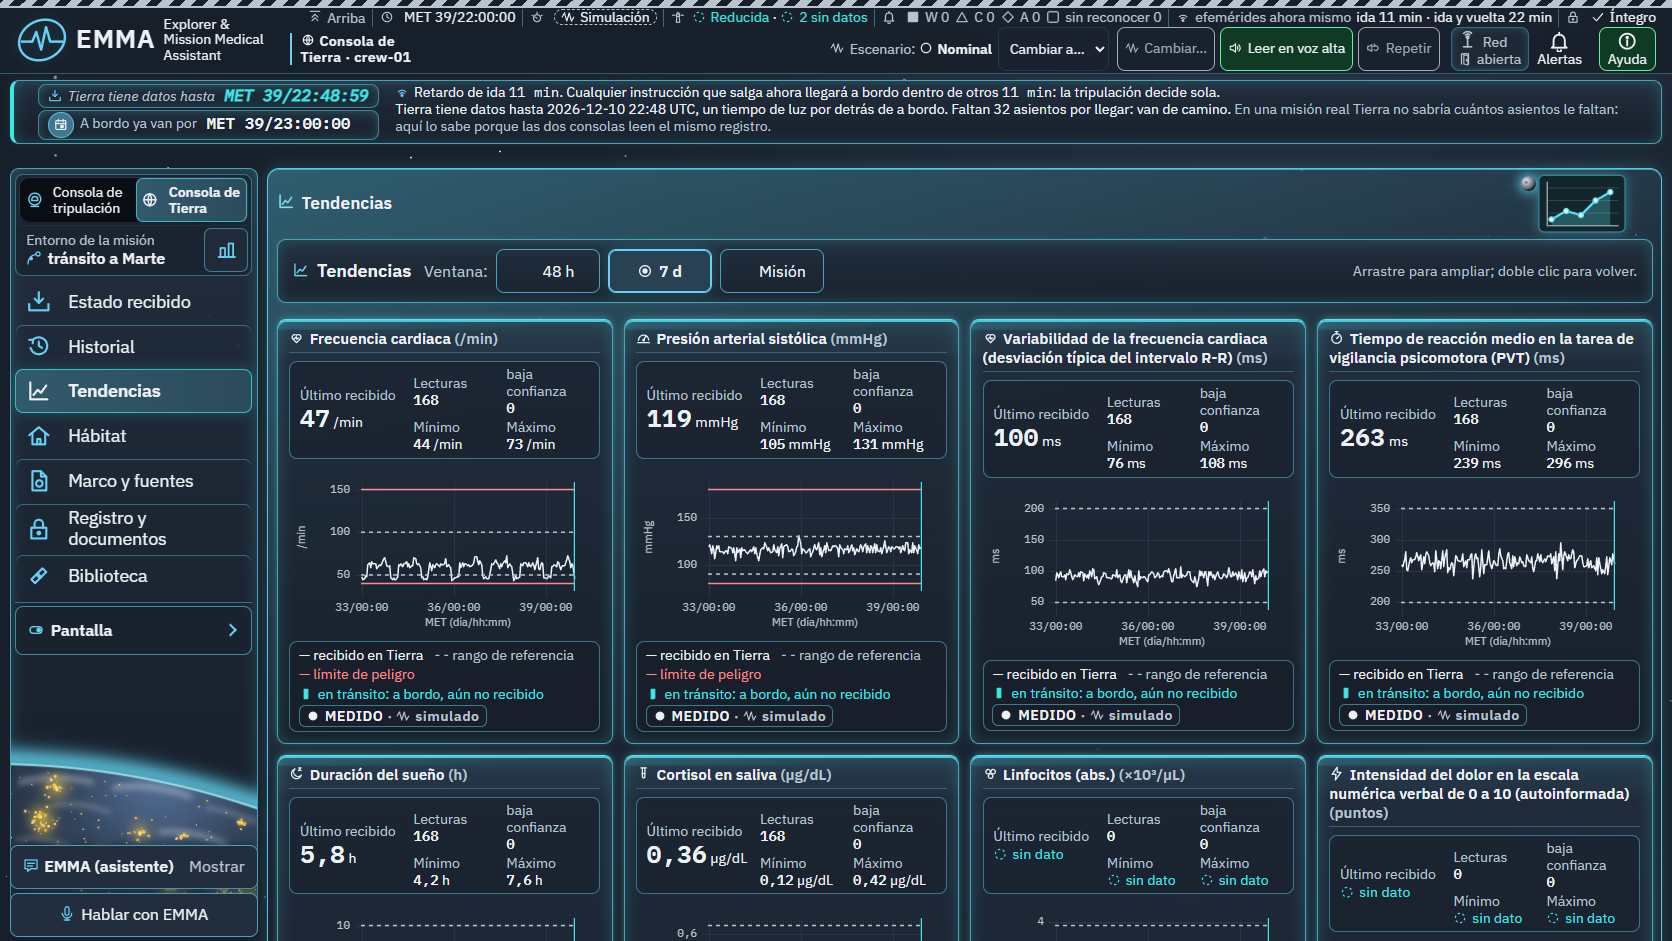 Arriba
MET 39/22:00:00
Simulación
Reducida · 2 sin datos
W 0 C 0 A 0 sin reconocer 0
efemérides ahora mismo ida 11 min · ida y vuelta 22 min
Íntegro
EMMA
Explorer &
Mission Medical
Assistant
Consola de
Tierra · crew-01
Escenario: Nominal
Cambiar a...
Cambiar...
Leer en voz alta
Repetir
Red
abierta
Alertas
Ayuda
Tierra tiene datos hasta MET 39/22:48:59
A bordo ya van por MET 39/23:00:00
Retardo de ida 11 min. Cualquier instrucción que salga ahora llegará a bordo dentro de otros 11 min: la tripulación decide sola.
Tierra tiene datos hasta 2026-12-10 22:48 UTC, un tiempo de luz por detrás de a bordo. Faltan 32 asientos por llegar: van de camino. En una misión real Tierra no sabría cuántos asientos le faltan:
aquí lo sabe porque las dos consolas leen el mismo registro.
Consola de
tripulación
Consola de
Tierra
Entorno de la misión
tránsito a Marte
Estado recibido
Historial
Tendencias
Hábitat
Marco y fuentes
Registro y
documentos
Biblioteca
Pantalla
EMMA (asistente) Mostrar
Hablar con EMMA
Tendencias
Tendencias Ventana: 48 h 7 d Misión
Arrastre para ampliar; doble clic para volver.
Frecuencia cardiaca (/min)
Último recibido
47 /min
Lecturas
168
baja
confianza
0
Mínimo
44 /min
Máximo
73 /min
150
100
50
/min
33/00:00 36/00:00 39/00:00
MET (día/hh:mm)
— recibido en Tierra - - rango de referencia
— límite de peligro
en tránsito: a bordo, aún no recibido
MEDIDO · simulado
Presión arterial sistólica (mmHg)
Último recibido
119 mmHg
Lecturas
168
baja
confianza
0
Mínimo
105 mmHg
Máximo
131 mmHg
150
100
mmHg
33/00:00 36/00:00 39/00:00
MET (día/hh:mm)
— recibido en Tierra - - rango de referencia
— límite de peligro
en tránsito: a bordo, aún no recibido
MEDIDO · simulado
Variabilidad de la frecuencia cardiaca
(desviación típica del intervalo R-R) (ms)
Último recibido
100 ms
Lecturas
168
baja
confianza
0
Mínimo
76 ms
Máximo
108 ms
200
150
100
50
ms
33/00:00 36/00:00 39/00:00
MET (día/hh:mm)
— recibido en Tierra - - rango de referencia
en tránsito: a bordo, aún no recibido
MEDIDO · simulado
Tiempo de reacción medio en la tarea de
vigilancia psicomotora (PVT) (ms)
Último recibido
263 ms
Lecturas
168
baja
confianza
0
Mínimo
239 ms
Máximo
296 ms
350
300
250
200
ms
33/00:00 36/00:00 39/00:00
MET (día/hh:mm)
— recibido en Tierra - - rango de referencia
en tránsito: a bordo, aún no recibido
MEDIDO · simulado
Duración del sueño (h)
Último recibido
5,8 h
Lecturas
168
baja
confianza
0
Mínimo
4,2 h
Máximo
7,6 h
10
Cortisol en saliva (µg/dL)
Último recibido
0,36 µg/dL
Lecturas
168
baja
confianza
0
Mínimo
0,12 µg/dL
Máximo
0,42 µg/dL
0,6
Linfocitos (abs.) (×10³/µL)
Último recibido
sin dato
Lecturas
0
baja
confianza
0
Mínimo
sin dato
Máximo
sin dato
4
Intensidad del dolor en la escala
numérica verbal de 0 a 10 (autoinformada)
(puntos)
Último recibido
sin dato
Lecturas
0
baja
confianza
0
Mínimo
sin dato
Máximo
sin dato